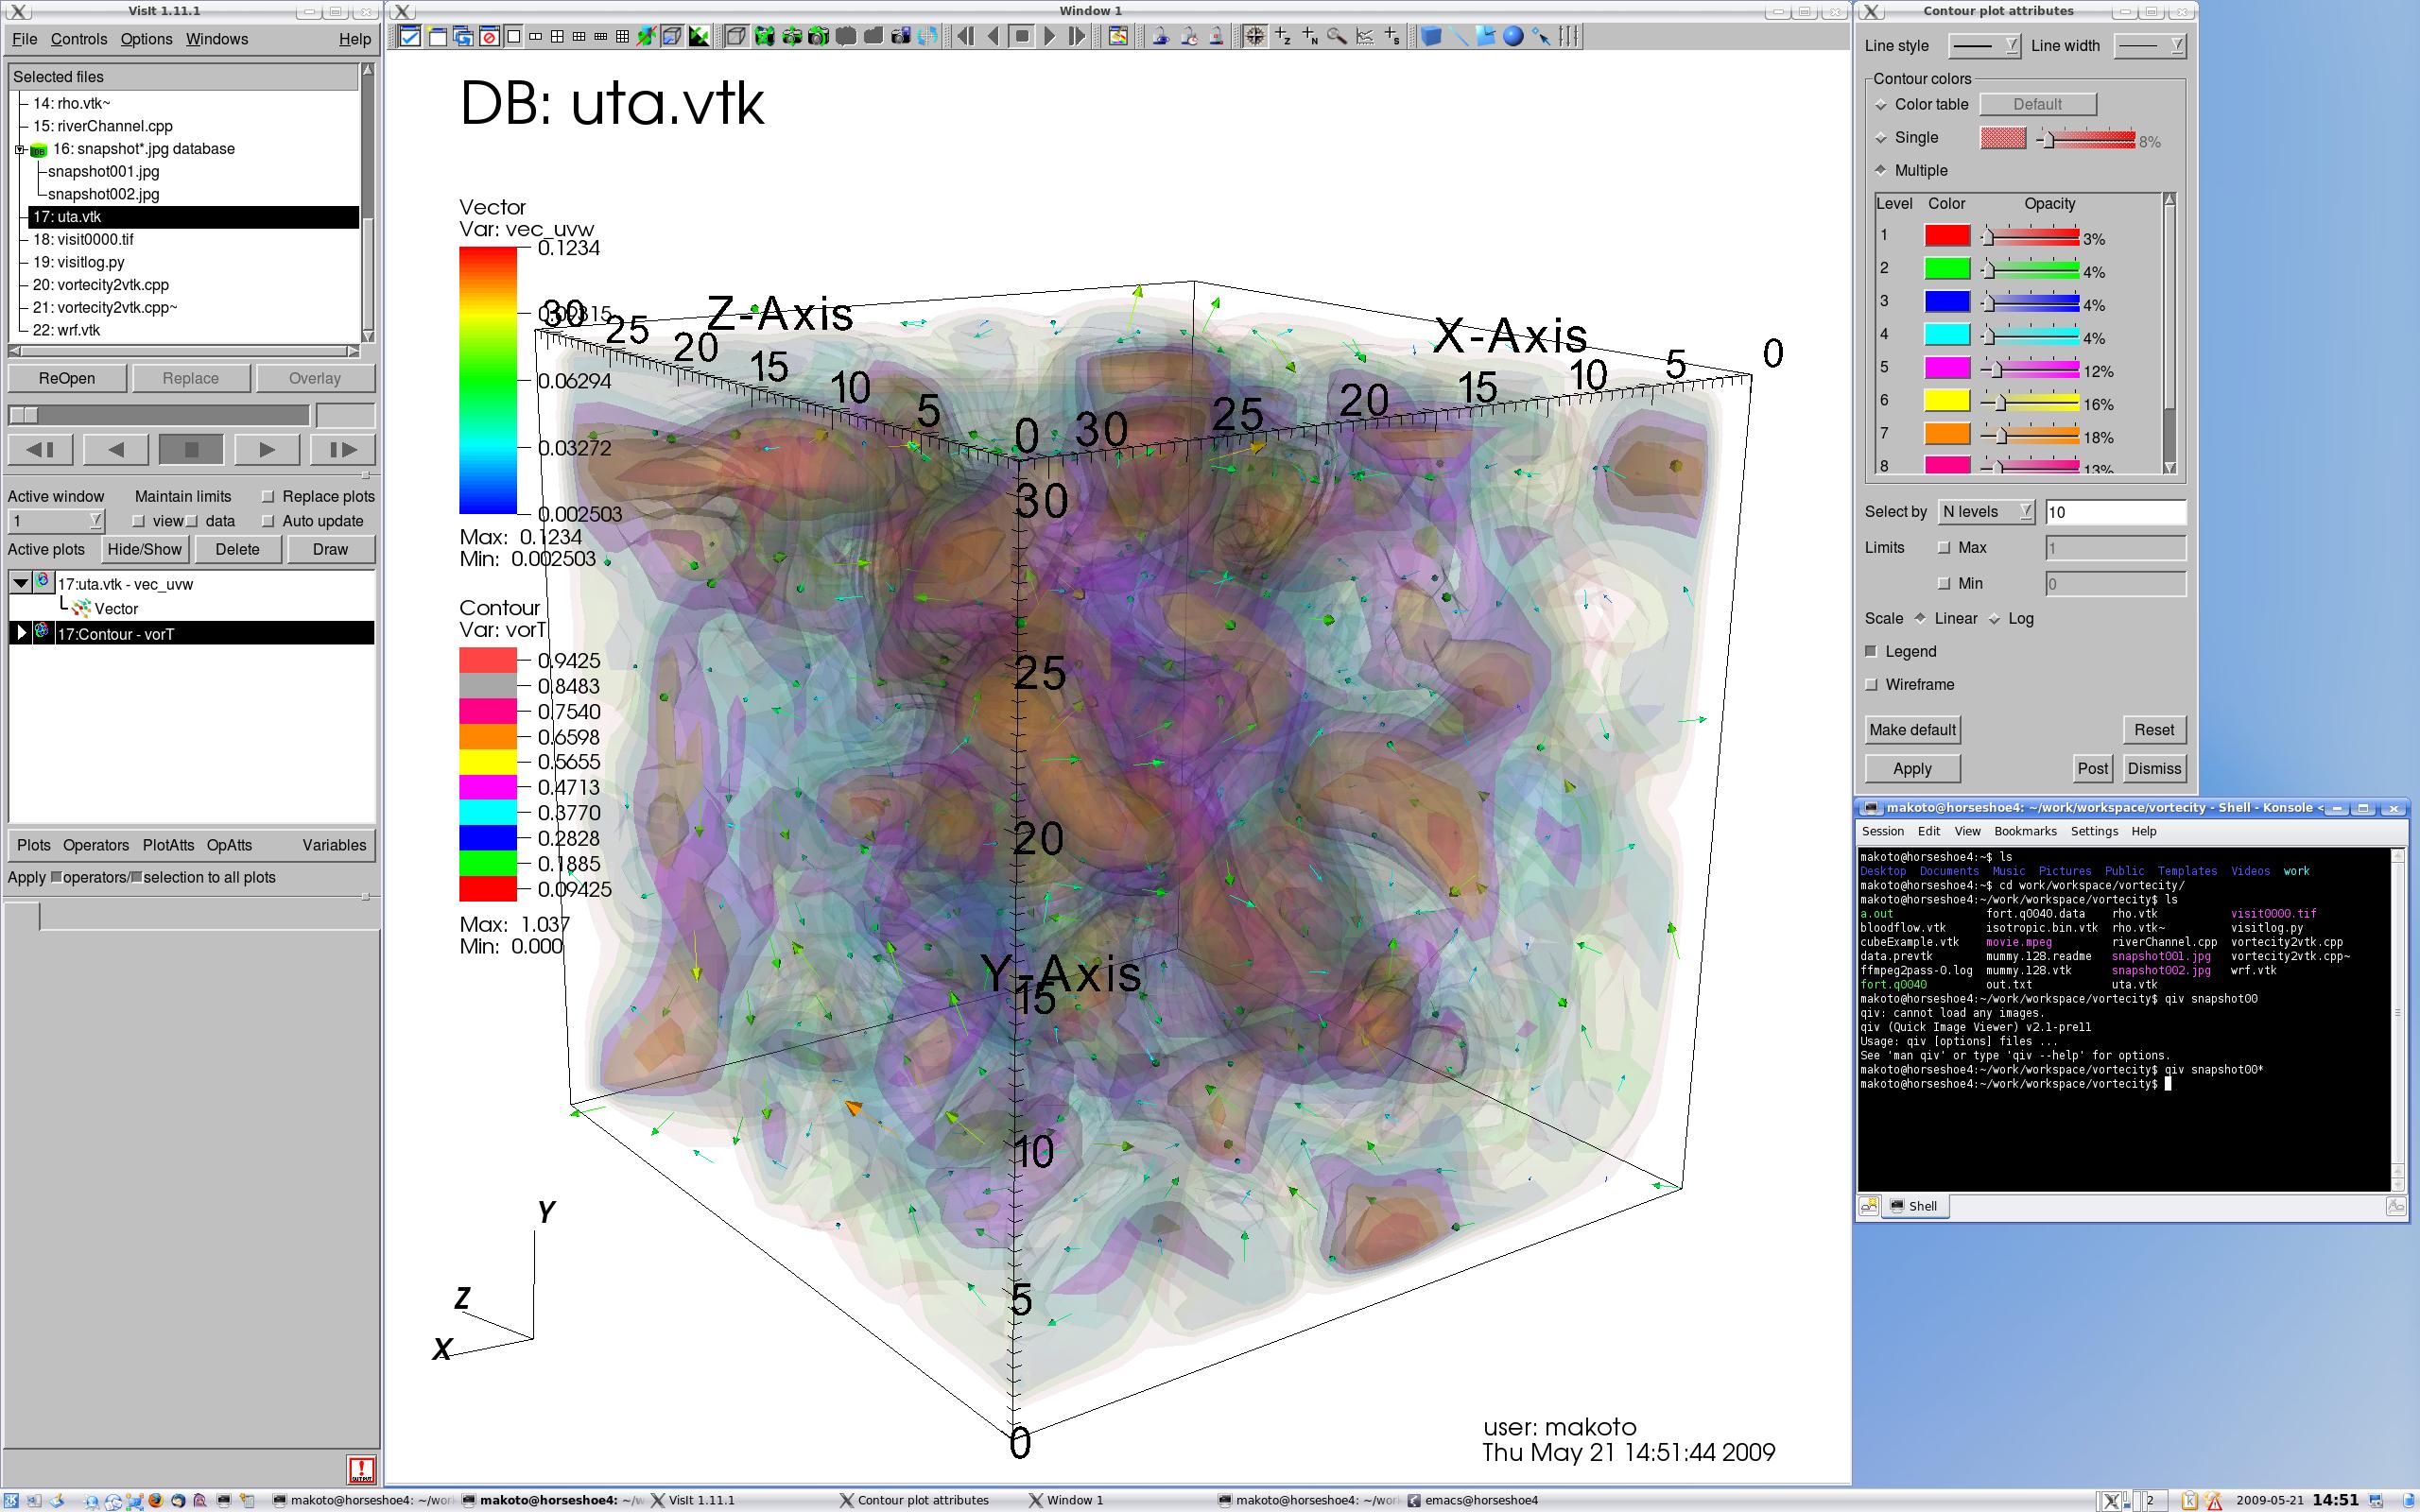 VisIt 1.11.1
File Controls Options Windows Help
Selected files
14: rho.vtk~
15: riverChannel.cpp
16: snapshot*.jpg database
snapshot001.jpg
snapshot002.jpg
17: uta.vtk
18: visit0000.tif
19: visitlog.py
20: vortecity2vtk.cpp
21: vortecity2vtk.cpp~
22: wrf.vtk
ReOpen Replace Overlay
Active window Maintain limits Replace plots
1 view data Auto update
Active plots Hide/Show Delete Draw
17:uta.vtk - vec_uvw
Vector
17:Contour - vorT
Plots Operators PlotAtts OpAtts Variables
Apply operators/ selection to all plots
Window 1
DB: uta.vtk
Vector
Var: vec_uvw
0.1234
0.09315
0.06294
0.03272
0.002503
Max: 0.1234
Min: 0.002503
Contour
Var: vorT
0.9425
0.8483
0.7540
0.6598
0.5655
0.4713
0.3770
0.2828
0.1885
0.09425
Max: 1.037
Min: 0.000
Z-Axis
30 25 20 15 10 5 0
X-Axis
30 25 20 15 10 5 0
30
25
20
Y-Axis
15
10
5
0
Y
Z
X
user: makoto
Thu May 21 14:51:44 2009
Contour plot attributes
Line style Line width
Contour colors
Color table Default
Single 8%
Multiple
Level Color Opacity
1 3%
2 4%
3 4%
4 4%
5 12%
6 16%
7 18%
8 13%
Select by N levels 10
Limits Max 1
Min 0
Scale Linear Log
Legend
Wireframe
Make default Reset
Apply Post Dismiss
makoto@horseshoe4: ~/work/workspace/vortecity - Shell - Konsole <
Session Edit View Bookmarks Settings Help
makoto@horseshoe4:~$ ls
Desktop Documents Music Pictures Public Templates Videos work
makoto@horseshoe4:~$ cd work/workspace/vortecity/
makoto@horseshoe4:~/work/workspace/vortecity$ ls
a.out fort.q0040.data rho.vtk visit0000.tif
bloodflow.vtk isotropic.bin.vtk rho.vtk~ visitlog.py
cubeExample.vtk movie.mpeg riverChannel.cpp vortecity2vtk.cpp
data.prevtk mummy.128.readme snapshot001.jpg vortecity2vtk.cpp~
ffmpeg2pass-0.log mummy.128.vtk snapshot002.jpg wrf.vtk
fort.q0040 out.txt uta.vtk
makoto@horseshoe4:~/work/workspace/vortecity$ qiv snapshot00
qiv: cannot load any images.
qiv (Quick Image Viewer) v2.1-pre11
Usage: qiv [options] files ...
See 'man qiv' or type 'qiv --help' for options.
makoto@horseshoe4:~/work/workspace/vortecity$ qiv snapshot00*
makoto@horseshoe4:~/work/workspace/vortecity$
Shell
makoto@horseshoe4: ~/wor makoto@horseshoe4: ~/w VisIt 1.11.1 Contour plot attributes Window 1 makoto@horseshoe4: ~/wor emacs@horseshoe4 2 2009-05-21 14:51